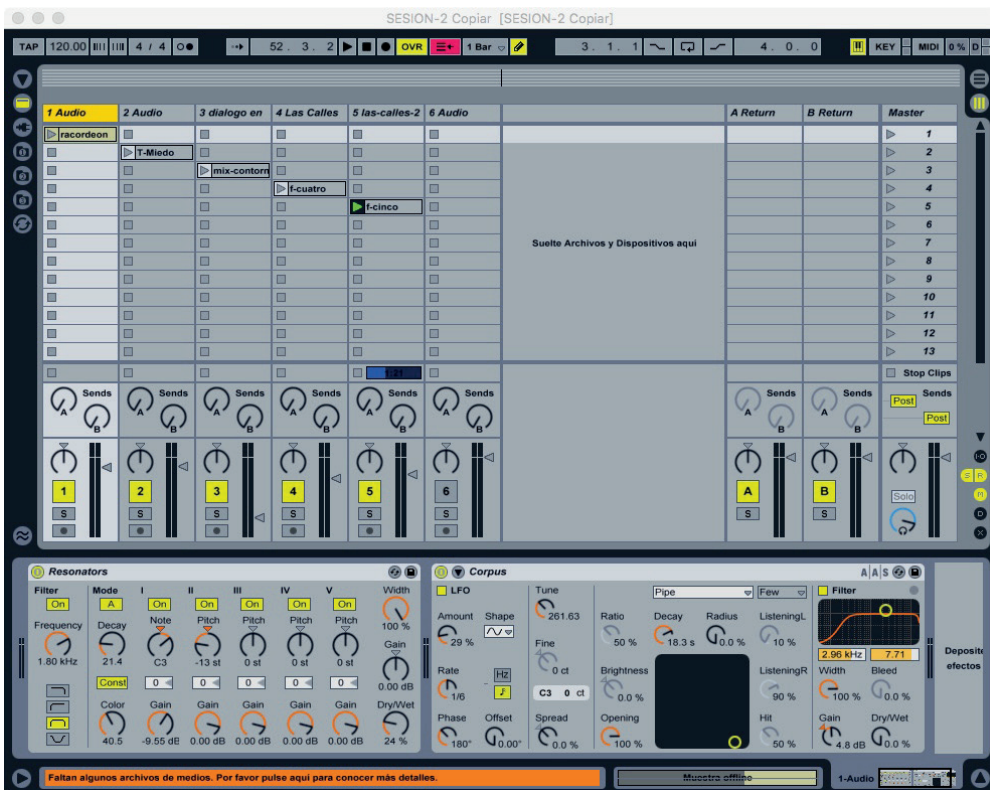 SESION-2 Copiar [SESION-2 Copiar]
TAP 120.00 4 / 4 52 . 3 . 2 OVR 1 Bar 3 . 1 . 1 4 . 0 . 0 KEY MIDI 0 % D
1 Audio 2 Audio 3 dialogo en 4 Las Calles 5 las-calles-2 6 Audio A Return B Return Master
racordeon 1
T-Miedo 2
mix-contorn 3
f-cuatro 4
f-cinco 5
6
Suelte Archivos y Dispositivos aqui 7
8
9
10
11
12
13
1:21 Stop Clips
Sends Sends Sends Sends Sends Sends Sends Sends Sends
A A A A A A A A Post
B B B B B B B B Post
1 2 3 4 5 6 A B Solo
S S S S S S S S
I-O
S R
M
D
X
Resonators
Filter Mode I II III IV V Width
On A On On On On On
Frequency Decay Note Pitch Pitch Pitch Pitch 100 %
Gain
1.80 kHz 21.4 C3 -13 st 0 st 0 st 0 st
Const 0 0 0 0 0.00 dB
Color Gain Gain Gain Gain Gain Dry/Wet
40.5 -9.55 dB 0.00 dB 0.00 dB 0.00 dB 0.00 dB 24 %
Corpus A A S
LFO Tune Pipe Few Filter
Amount Shape 261.63 Ratio Decay Radius ListeningL
29 % Fine 50 % 18.3 s 0.0 % 10 %
2.96 kHz 7.71
Rate Hz 0 ct Brightness ListeningR Width Bleed
1/6 C3 0 ct 0.0 % 90 % 100 % 0.0 %
Phase Offset Spread Opening Hit Gain Dry/Wet
180° 0.00° 0.0 % 100 % 50 % 4.8 dB 0.0 %
Deposite
efectos
Faltan algunos archivos de medios. Por favor pulse aqui para conocer más detalles. Muestra offline 1-Audio